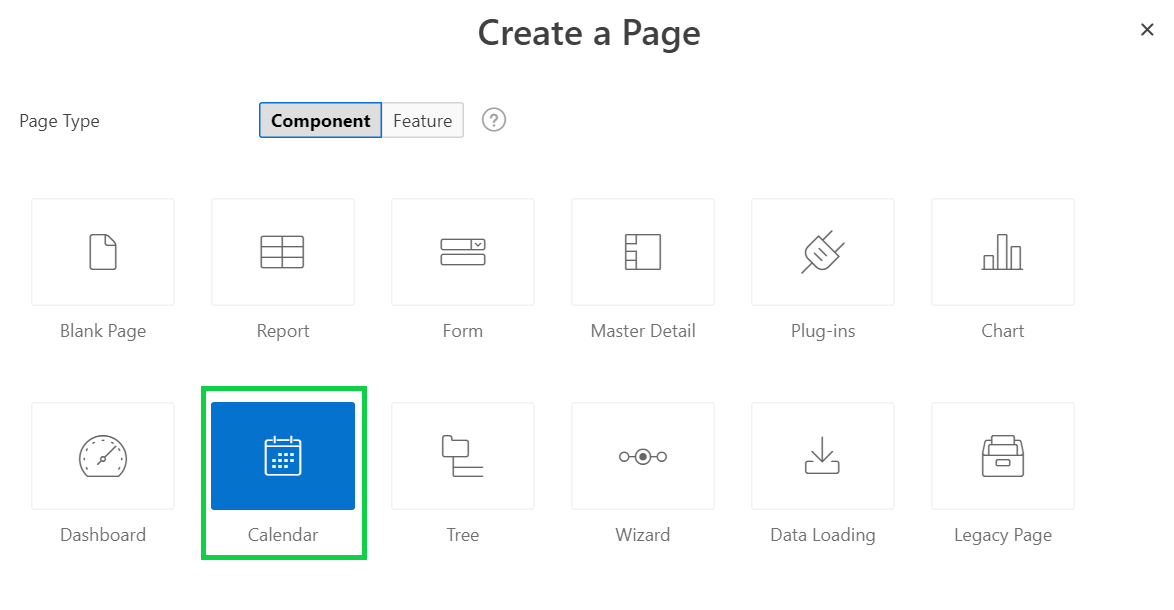 Create a Page
Page Type
Component Feature ?
Blank Page Report Form Master Detail Plug-ins Chart
Dashboard Calendar Tree Wizard Data Loading Legacy Page